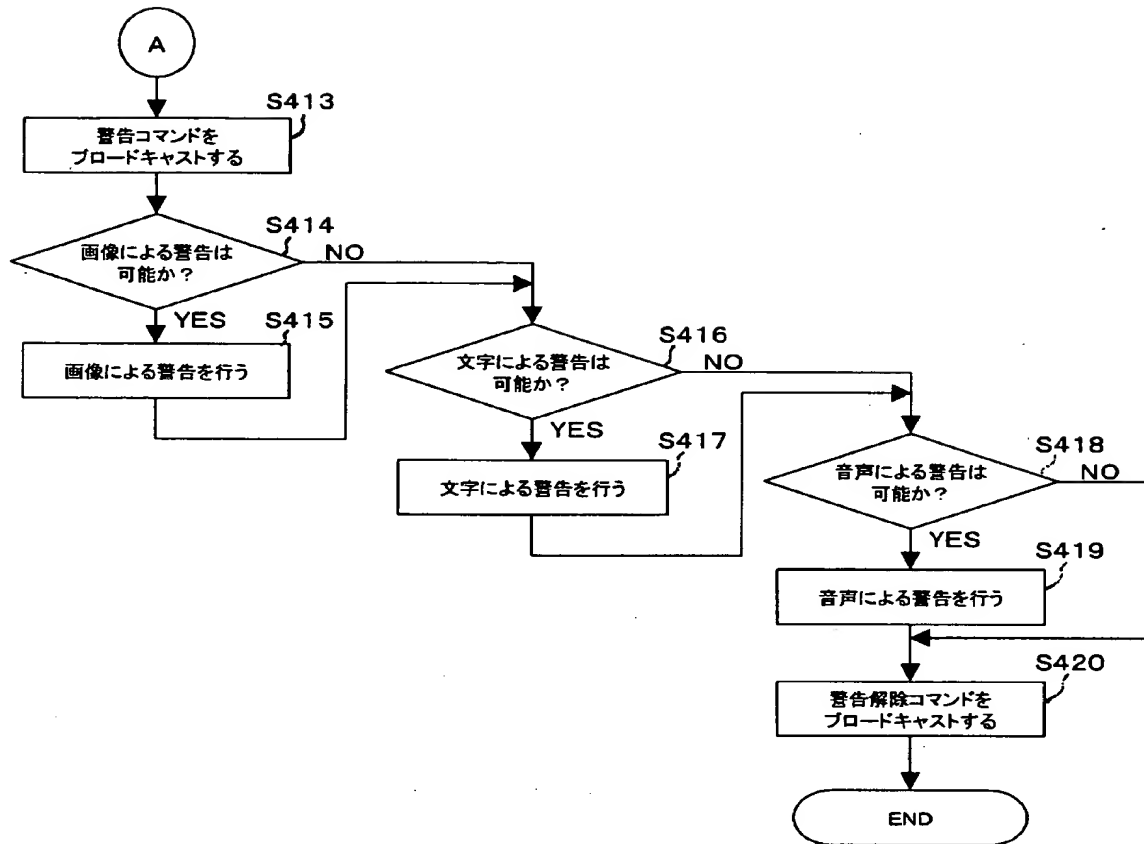 A
S413
警告コマンドを
ブロードキャストする
S414
画像による警告は
可能か？
NO
YES
S415
画像による警告を行う
S416
文字による警告は
可能か？
NO
YES
S417
文字による警告を行う
S418
音声による警告は
可能か？
NO
YES
S419
音声による警告を行う
S420
警告解除コマンドを
ブロードキャストする
END